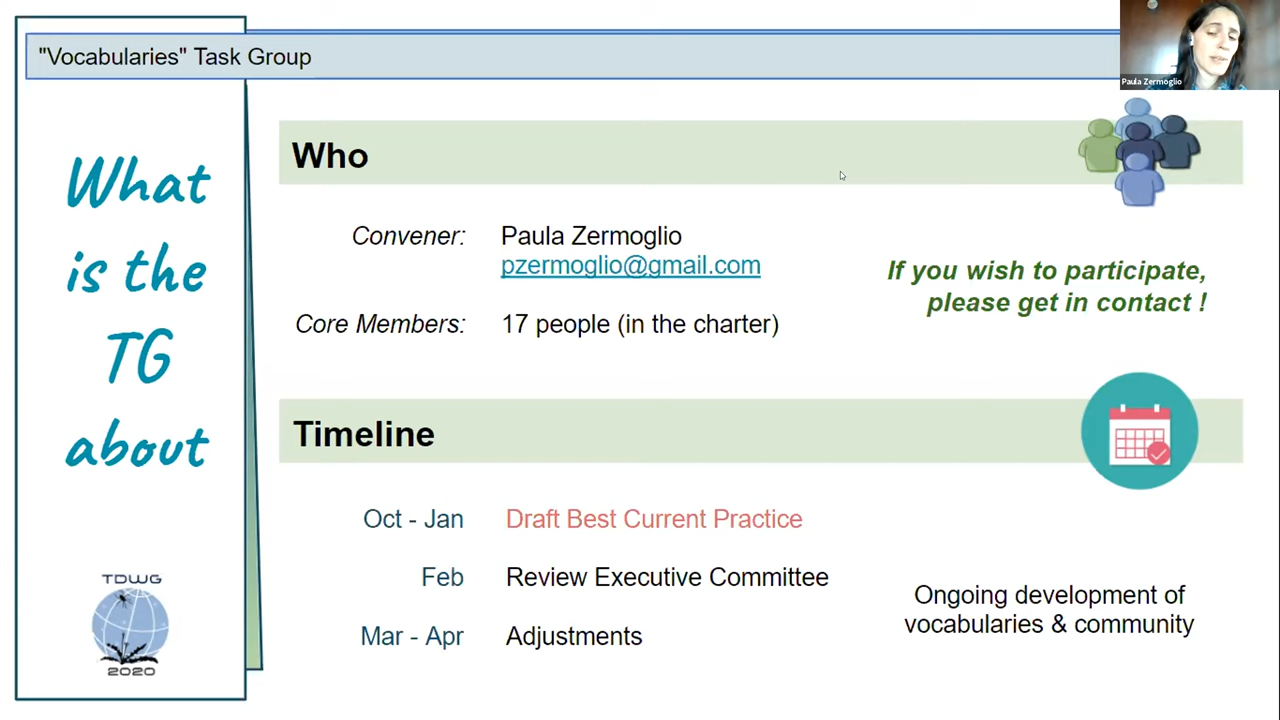 "Vocabularies" Task Group
Paula Zermoglio
What
is the
TG
about
TDWG
2020
Who
Convener: Paula Zermoglio
pzermoglio@gmail.com
Core Members: 17 people (in the charter)
If you wish to participate,
please get in contact !
Timeline
Oct - Jan Draft Best Current Practice
Feb Review Executive Committee
Mar - Apr Adjustments
Ongoing development of
vocabularies & community